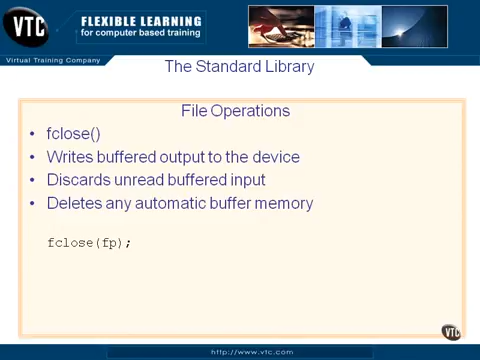 VTC
FLEXIBLE LEARNING
for computer based training
Virtual Training Company
The Standard Library
File Operations
• fclose()
• Writes buffered output to the device
• Discards unread buffered input
• Deletes any automatic buffer memory
fclose(fp);
VTC
http://www.vtc.com